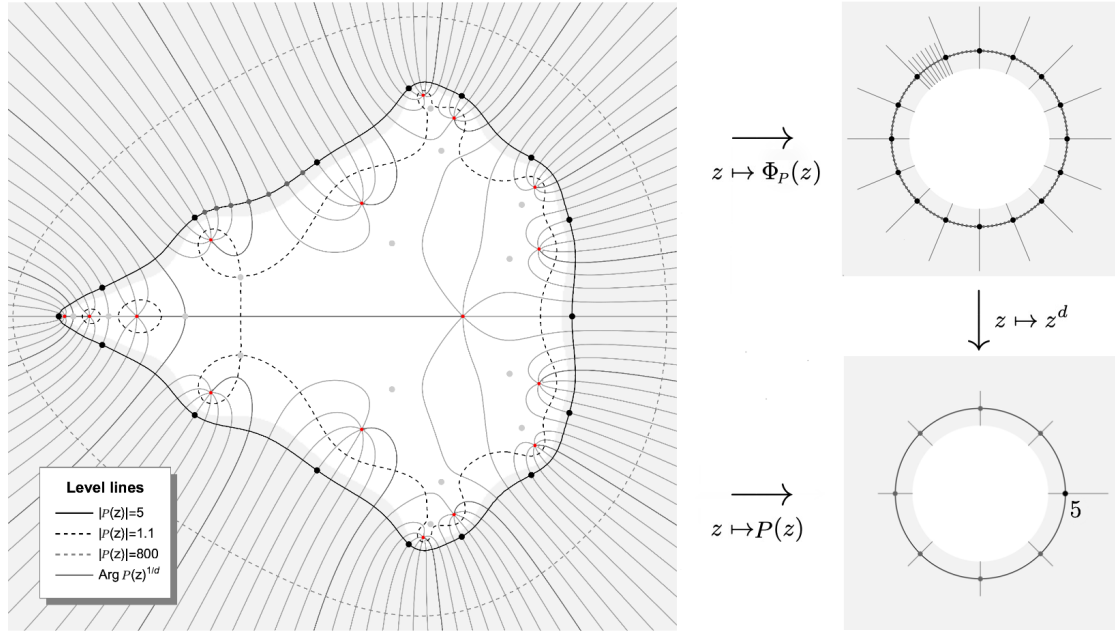 z ↦ Φ_P(z)
z ↦ z^d
Level lines
|P(z)|=5
|P(z)|=1.1
|P(z)|=800
Arg P(z)^{1/d}
z ↦ P(z)
5